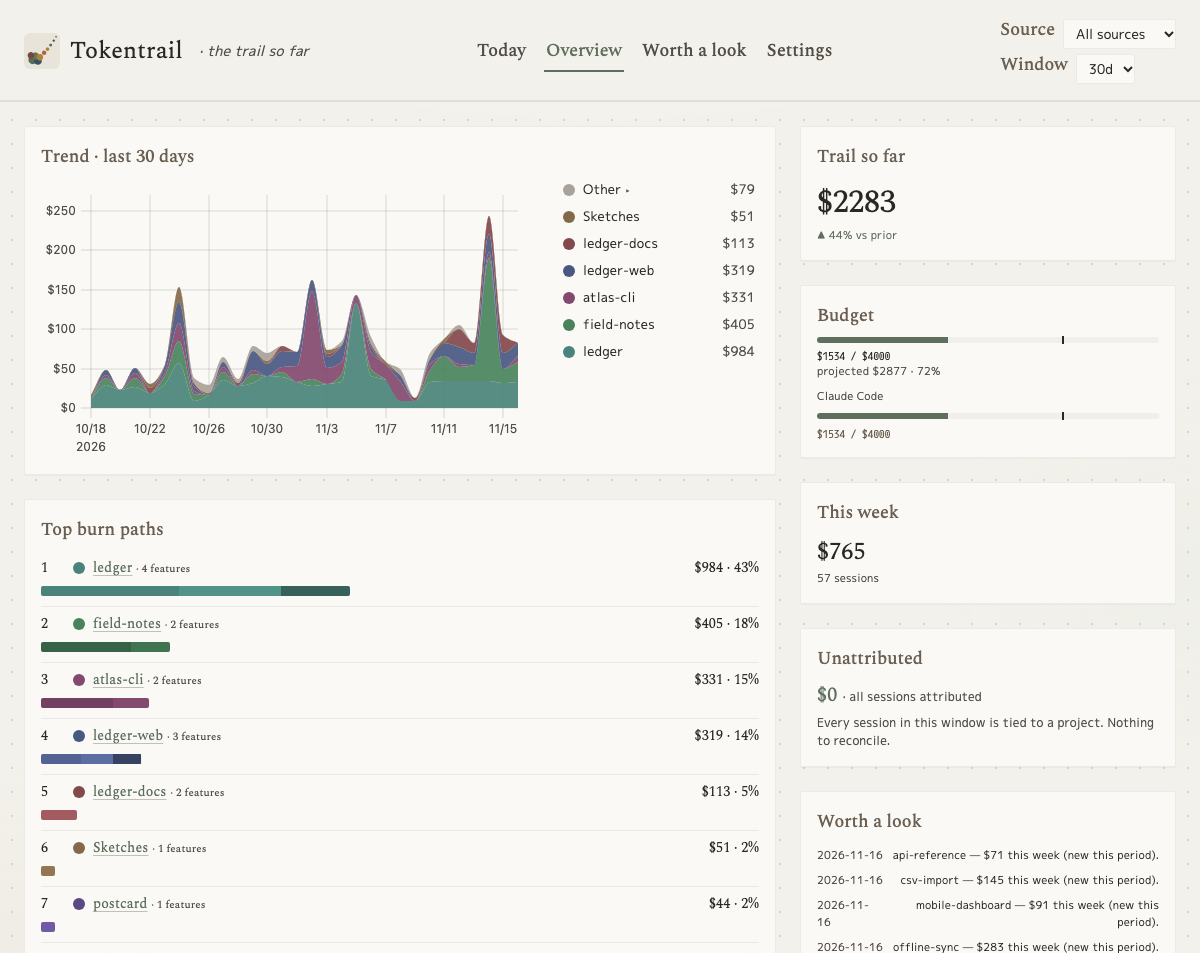 Tokentrail · the trail so far
Today Overview Worth a look Settings
Source All sources
Window 30d
Trend · last 30 days
$250
$200
$150
$100
$50
$0
10/18 10/22 10/26 10/30 11/3 11/7 11/11 11/15
2026
Other ▸ $79
Sketches $51
ledger-docs $113
ledger-web $319
atlas-cli $331
field-notes $405
ledger $984
Top burn paths
1 ledger · 4 features $984 · 43%
2 field-notes · 2 features $405 · 18%
3 atlas-cli · 2 features $331 · 15%
4 ledger-web · 3 features $319 · 14%
5 ledger-docs · 2 features $113 · 5%
6 Sketches · 1 features $51 · 2%
7 postcard · 1 features $44 · 2%
Trail so far
$2283
▲ 44% vs prior
Budget
$1534 / $4000
projected $2877 · 72%
Claude Code
$1534 / $4000
This week
$765
57 sessions
Unattributed
$0 · all sessions attributed
Every session in this window is tied to a project. Nothing
to reconcile.
Worth a look
2026-11-16 api-reference — $71 this week (new this period).
2026-11-16 csv-import — $145 this week (new this period).
2026-11- mobile-dashboard — $91 this week (new this
16 period).
2026-11-16 offline-sync — $283 this week (new this period).